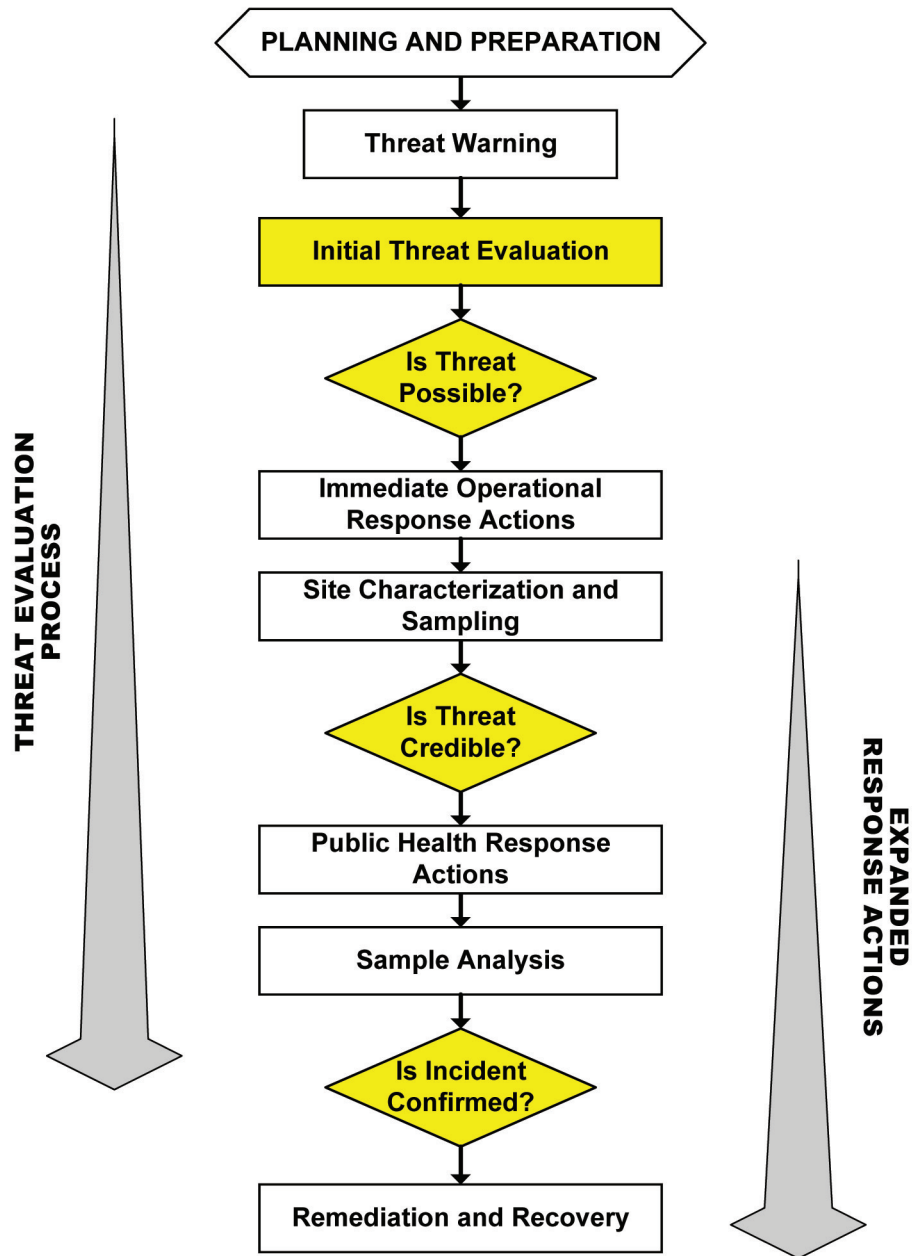 PLANNING AND PREPARATION
Threat Warning
Initial Threat Evaluation
Is Threat
Possible?
Immediate Operational
Response Actions
Site Characterization and
Sampling
Is Threat
Credible?
Public Health Response
Actions
Sample Analysis
Is Incident
Confirmed?
Remediation and Recovery
THREAT EVALUATION
PROCESS
EXPANDED
RESPONSE ACTIONS